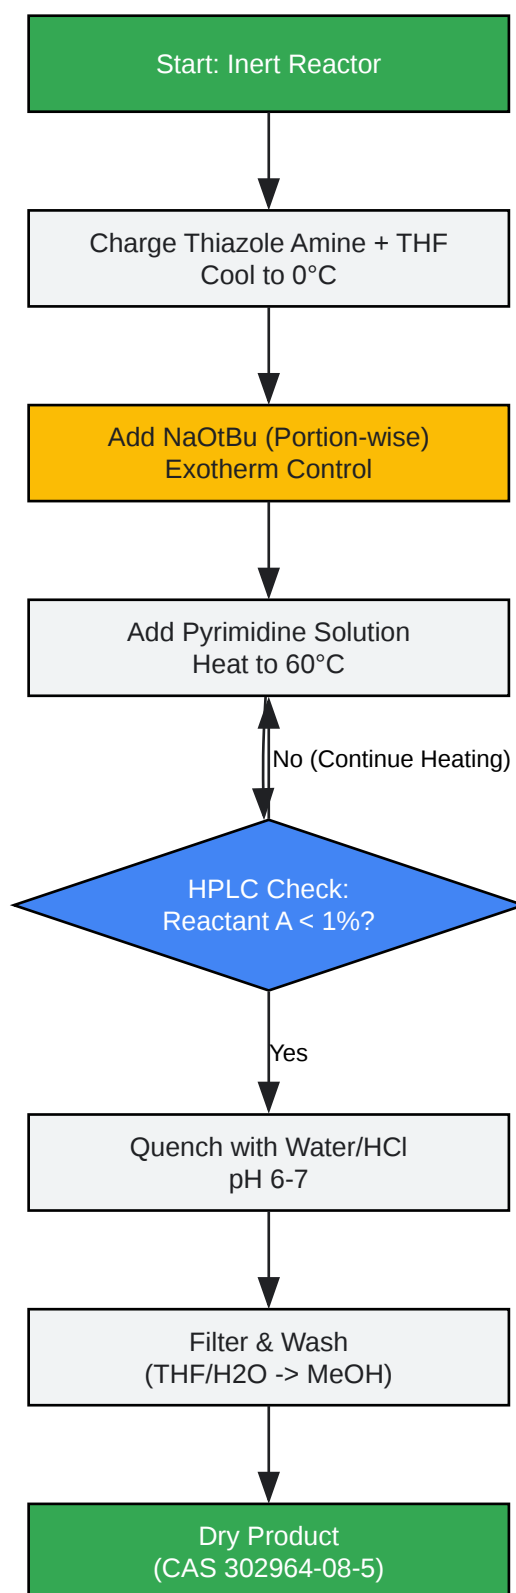 Start: Inert Reactor
Charge Thiazole Amine + THF
Cool to 0°C
Add NaOtBu (Portion-wise)
Exotherm Control
Add Pyrimidine Solution
Heat to 60°C
No (Continue Heating)
HPLC Check:
Reactant A < 1%?
Yes
Quench with Water/HCl
pH 6-7
Filter & Wash
(THF/H2O -> MeOH)
Dry Product
(CAS 302964-08-5)